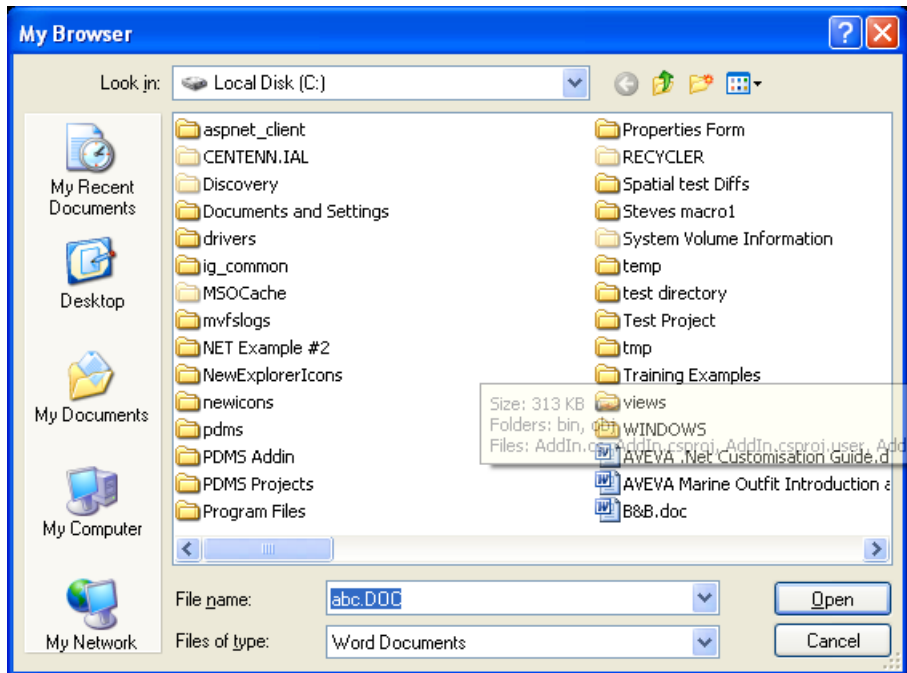 My Browser
Look in:
Local Disk (C:)
My Recent
Documents
Desktop
My Documents
My Computer
My Network
aspnet_client
CENTENN.IAL
Discovery
Documents and Settings
drivers
ig_common
MSOCache
mvfslogs
NET Example #2
NewExplorerIcons
newicons
pdms
PDMS Addin
PDMS Projects
Program Files
Properties Form
RECYCLER
Spatial test Diffs
Steves macro1
System Volume Information
temp
test directory
Test Project
tmp
Training Examples
views
WINDOWS
AVEVA .Net Customisation Guide.d
AVEVA Marine Outfit Introduction a
B&B.doc
Size: 313 KB
Folders: bin, obj
Files: AddIn.cs, AddIn.csproj, AddIn.csproj.user, Add
File name:
abc.DOC
Open
Files of type:
Word Documents
Cancel